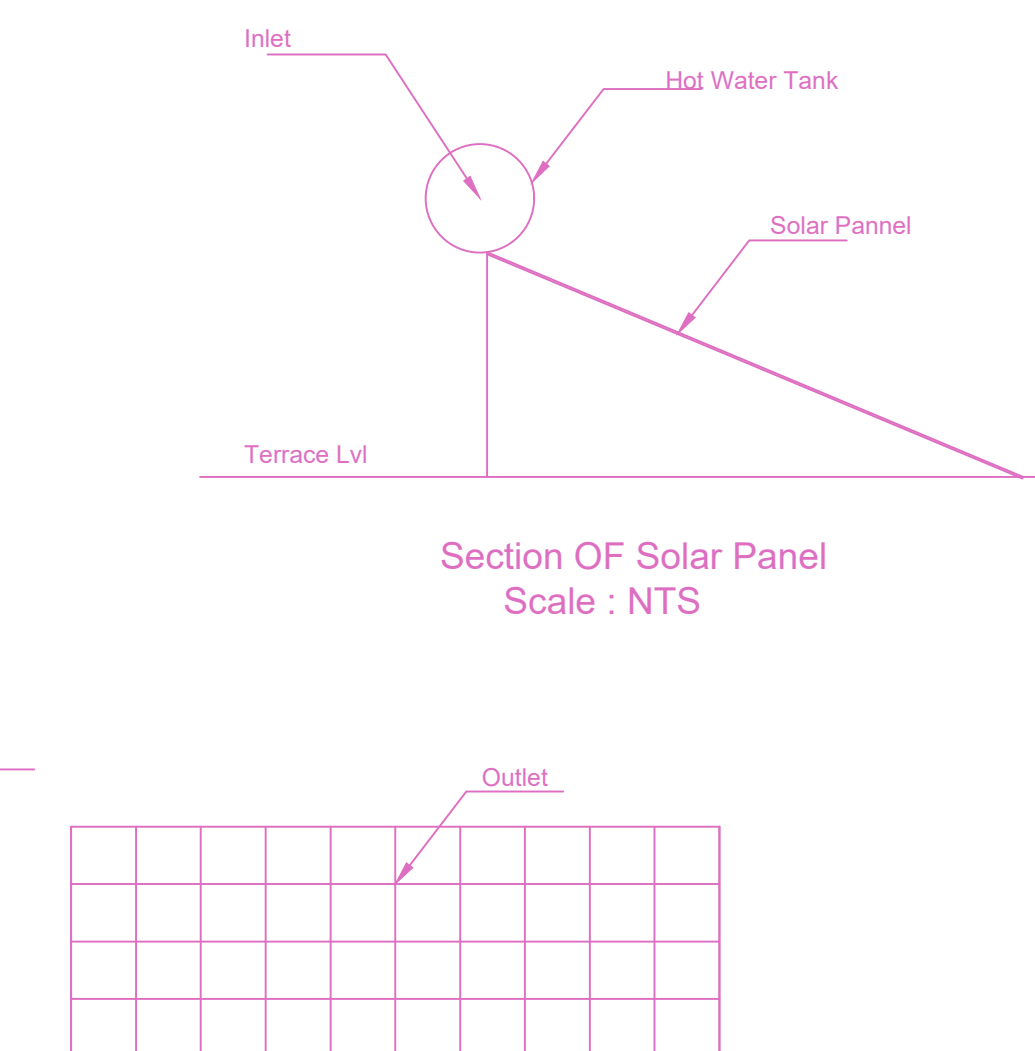 Inlet
Hot Water Tank
Solar Pannel
Terrace Lvl
Section OF Solar Panel
Scale : NTS
Outlet